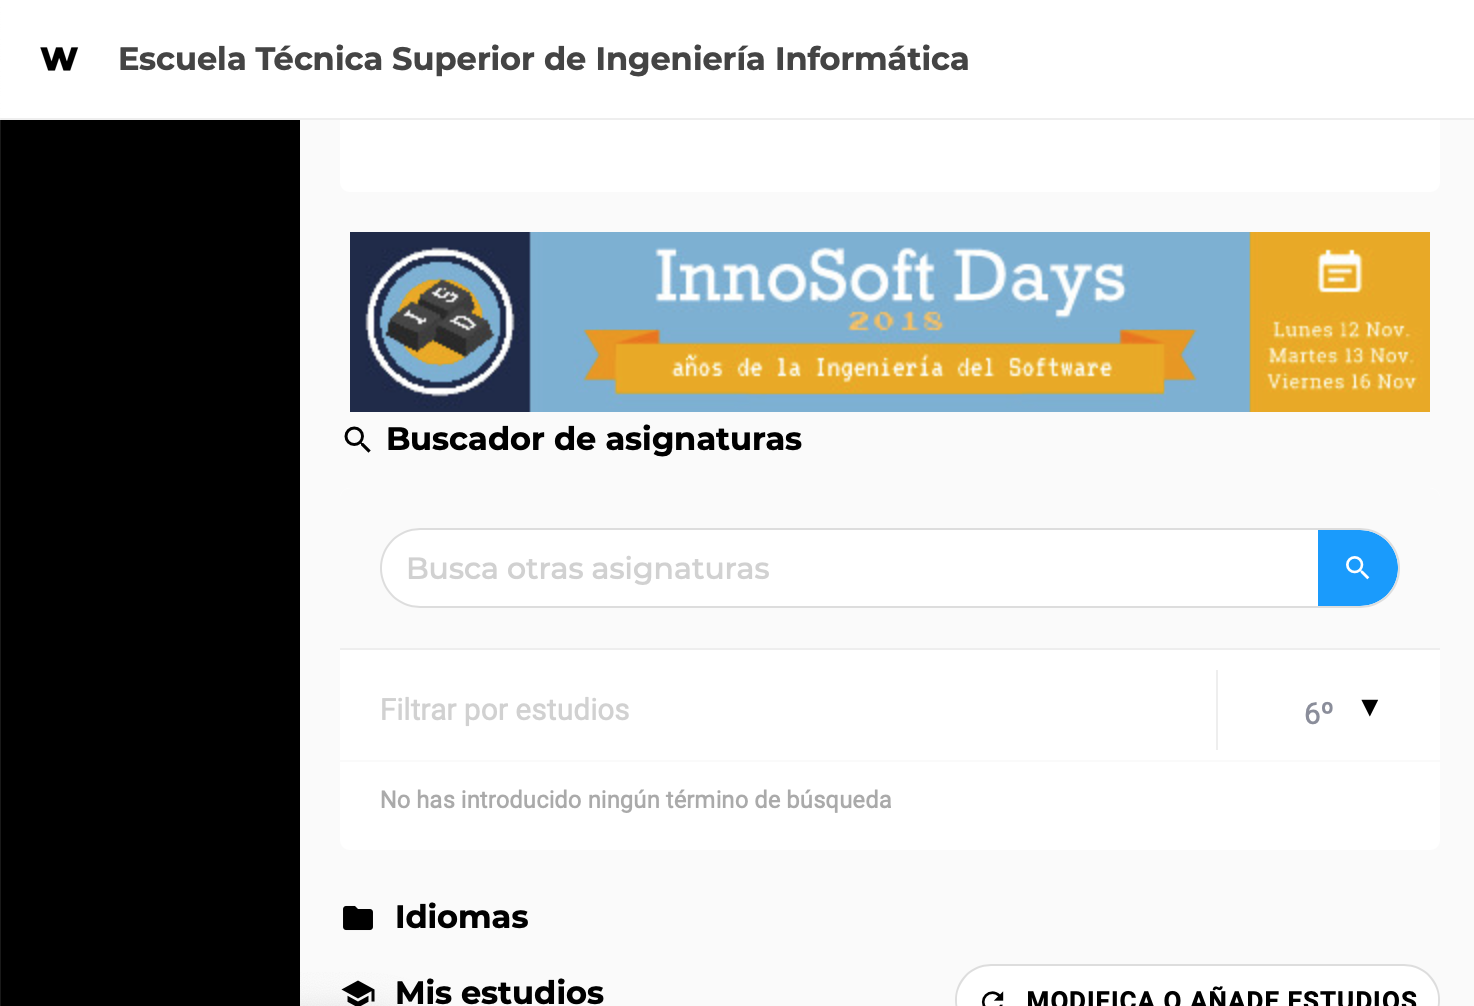 W Escuela Técnica Superior de Ingeniería Informática
InnoSoft Days
2018
años de la Ingeniería del Software
Lunes 12 Nov.
Martes 13 Nov.
Viernes 16 Nov
I S D
Buscador de asignaturas
Busca otras asignaturas
Filtrar por estudios
6º
No has introducido ningún término de búsqueda
Idiomas
Mis estudios
MODIFICA O AÑADE ESTUDIOS